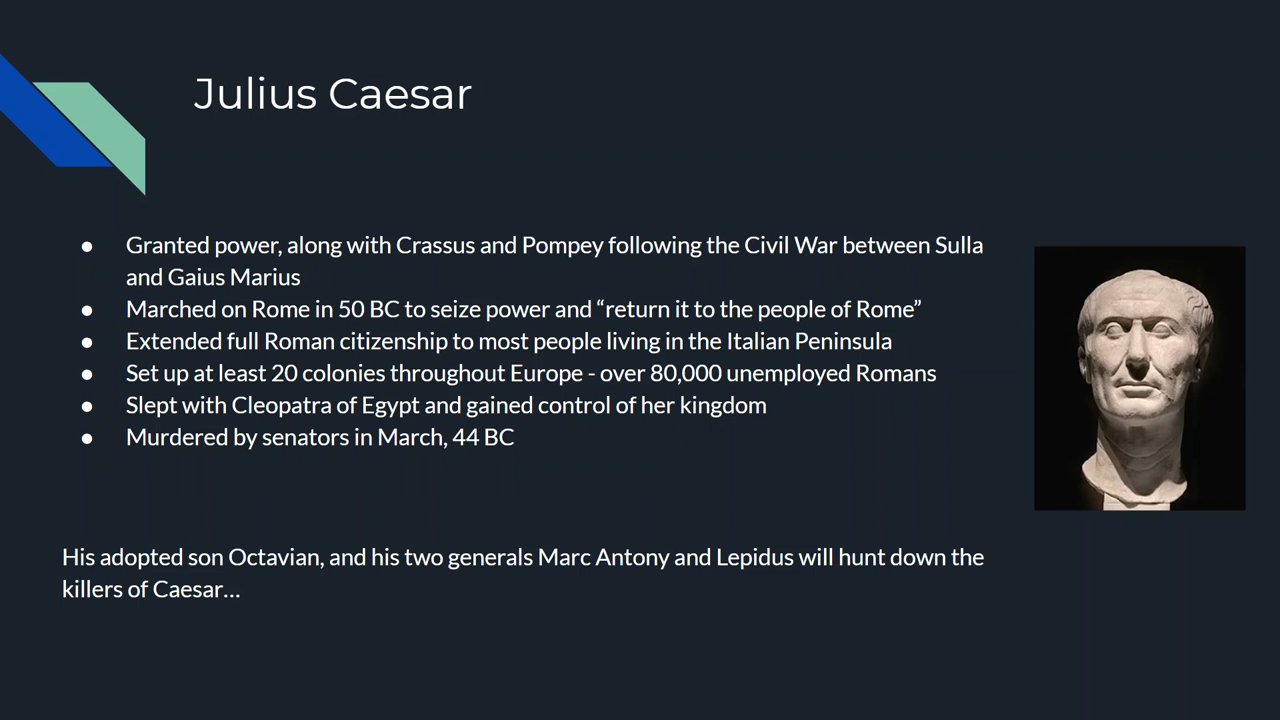 Julius Caesar
● Granted power, along with Crassus and Pompey following the Civil War between Sulla
and Gaius Marius
● Marched on Rome in 50 BC to seize power and “return it to the people of Rome”
● Extended full Roman citizenship to most people living in the Italian Peninsula
● Set up at least 20 colonies throughout Europe - over 80,000 unemployed Romans
● Slept with Cleopatra of Egypt and gained control of her kingdom
● Murdered by senators in March, 44 BC
His adopted son Octavian, and his two generals Marc Antony and Lepidus will hunt down the
killers of Caesar...